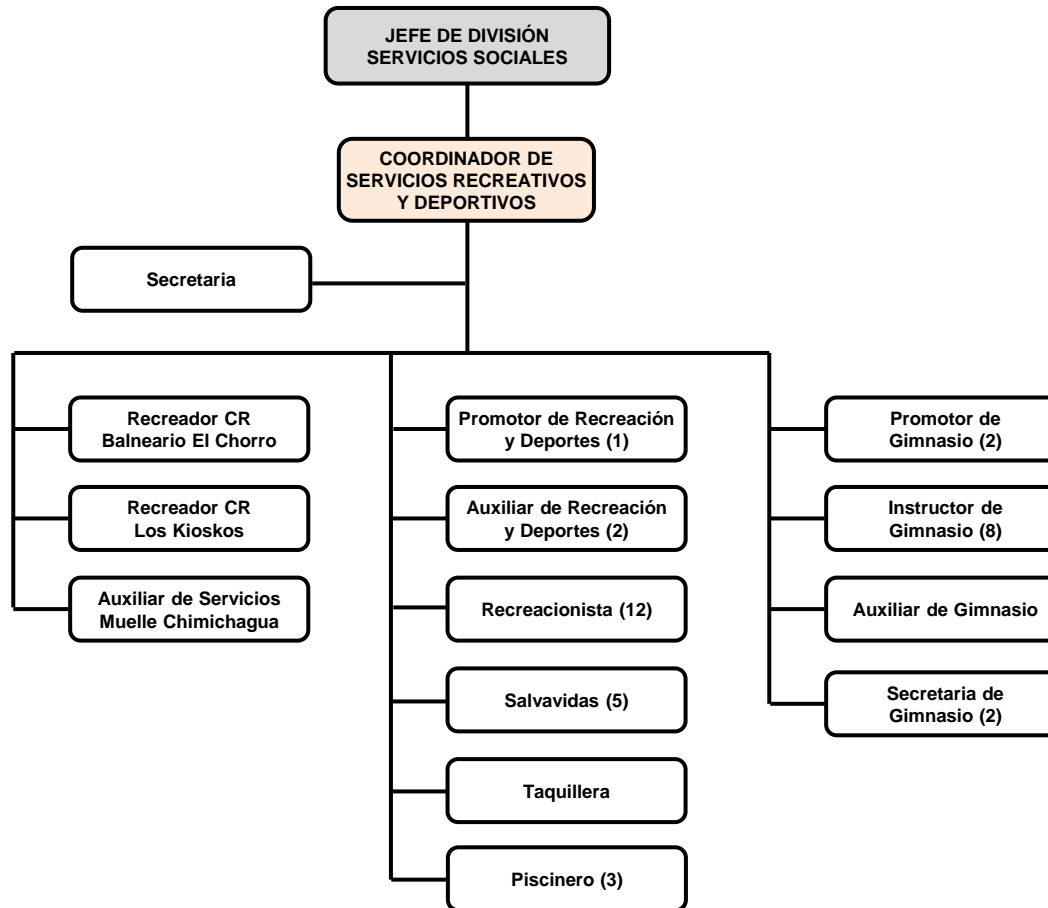 JEFE DE DIVISIÓN
SERVICIOS SOCIALES
COORDINADOR DE
SERVICIOS RECREATIVOS
Y DEPORTIVOS
Secretaria
Recreador CR
Balneario El Chorro
Recreador CR
Los Kioskos
Auxiliar de Servicios
Muelle Chimichagua
Promotor de Recreación
y Deportes (1)
Auxiliar de Recreación
y Deportes (2)
Recreacionista (12)
Salvavidas (5)
Taquillera
Piscinero (3)
Promotor de
Gimnasio (2)
Instructor de
Gimnasio (8)
Auxiliar de Gimnasio
Secretaria de
Gimnasio (2)